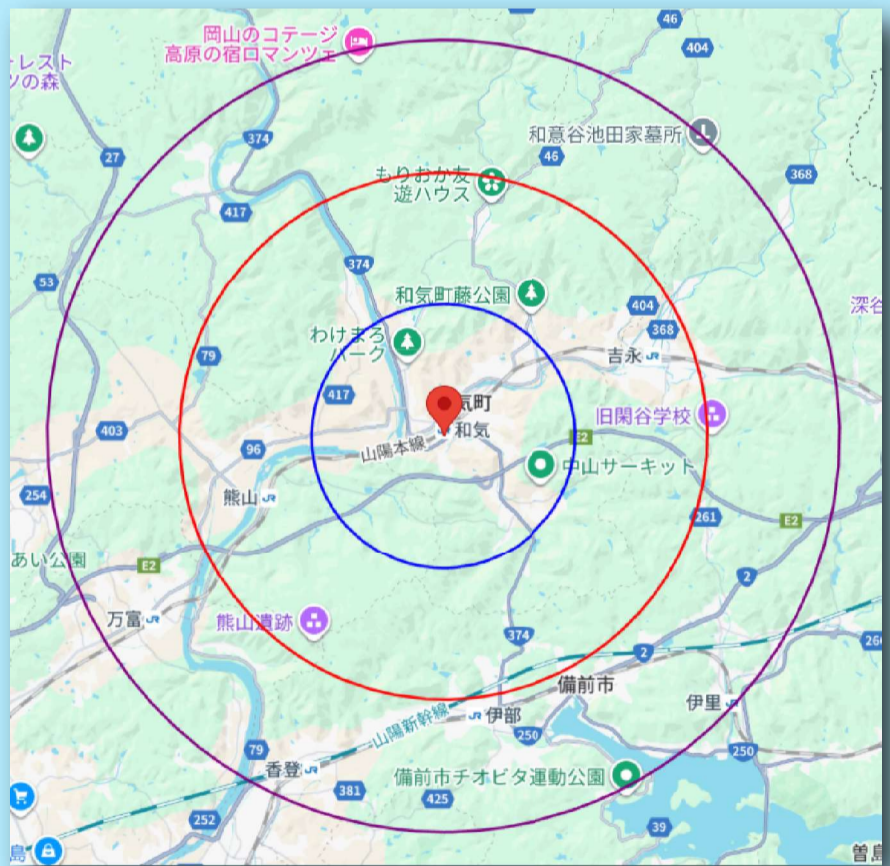 46
岡山のコテージ
高原の宿ロマンツェ
404
レスト
ツの森
374
和意谷池田家墓所
27
46
もりおか友
遊ハウス
368
417
53
374
和気町藤公園
404
深谷
わけまろ
パーク
368
79
吉永
417
気町
旧閑谷学校
403
和気
E2
96
山陽本線
中山サーキット
254
熊山
261
E2
あい公園
E2
2
万富
熊山遺跡
374
2
26
備前市
伊里
山陽新幹線
伊部
250
79
250
香登
備前市チオビタ運動公園
381
425
252
39
島
曽島